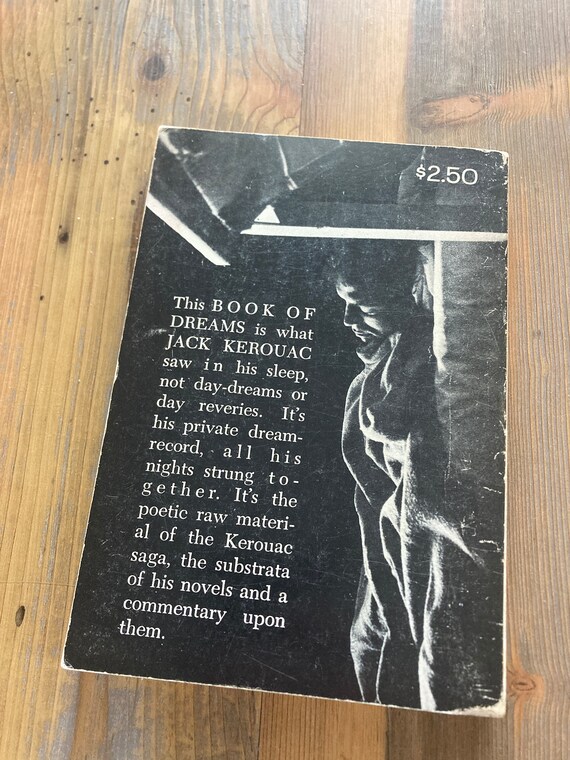 $2.50
This BOOK OF
DREAMS is what
JACK KEROUAC
saw in his sleep,
not day-dreams or
day reveries. It's
his private dream-
record, all his
nights strung to-
gether. It's the
poetic raw materi-
al of the Kerouac
saga, the substrata
of his novels and a
commentary upon
them.